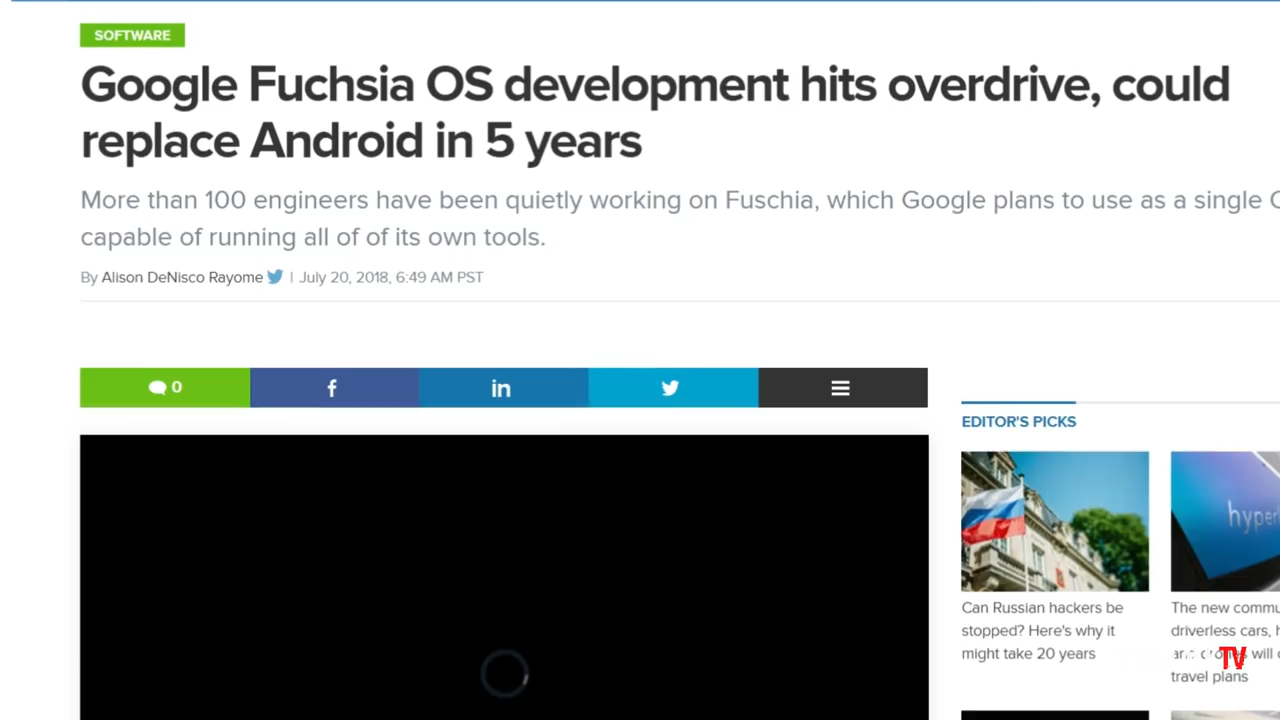 SOFTWARE
Google Fuchsia OS development hits overdrive, could
replace Android in 5 years
More than 100 engineers have been quietly working on Fuschia, which Google plans to use as a single
capable of running all of of its own tools.
By Alison DeNisco Rayome | July 20, 2018, 6:49 AM PST
0
f
in
EDITOR'S PICKS
hype
Can Russian hackers be
stopped? Here's why it
might take 20 years
The new commu
driverless cars, h
will
travel plans
TV